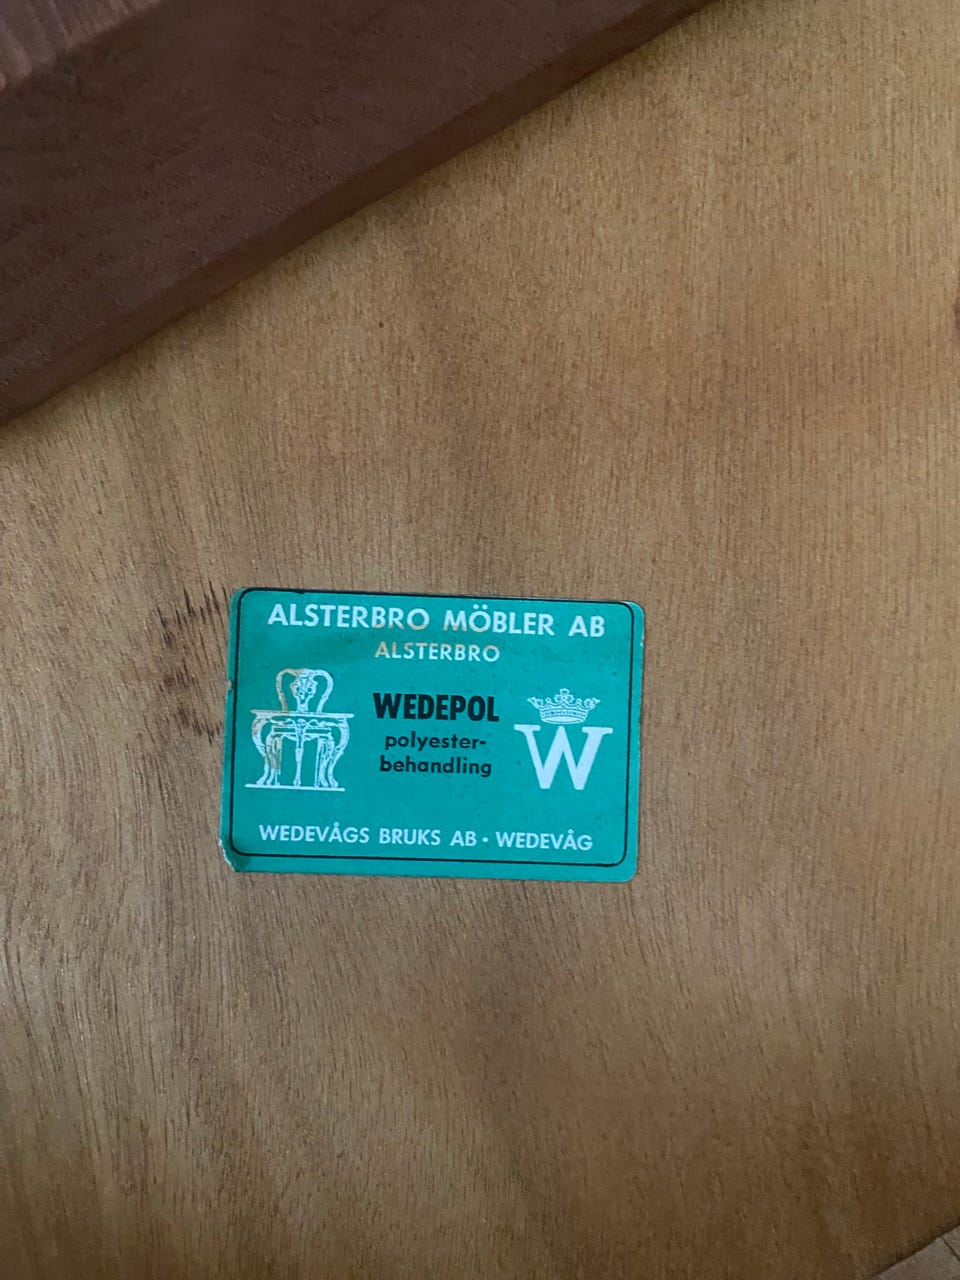 ALSTERBRO MÖBLER AB
ALSTERBRO
WEDEPOL
polyester-
behandling
W
WEDEVÅGS BRUKS AB • WEDEVÅG